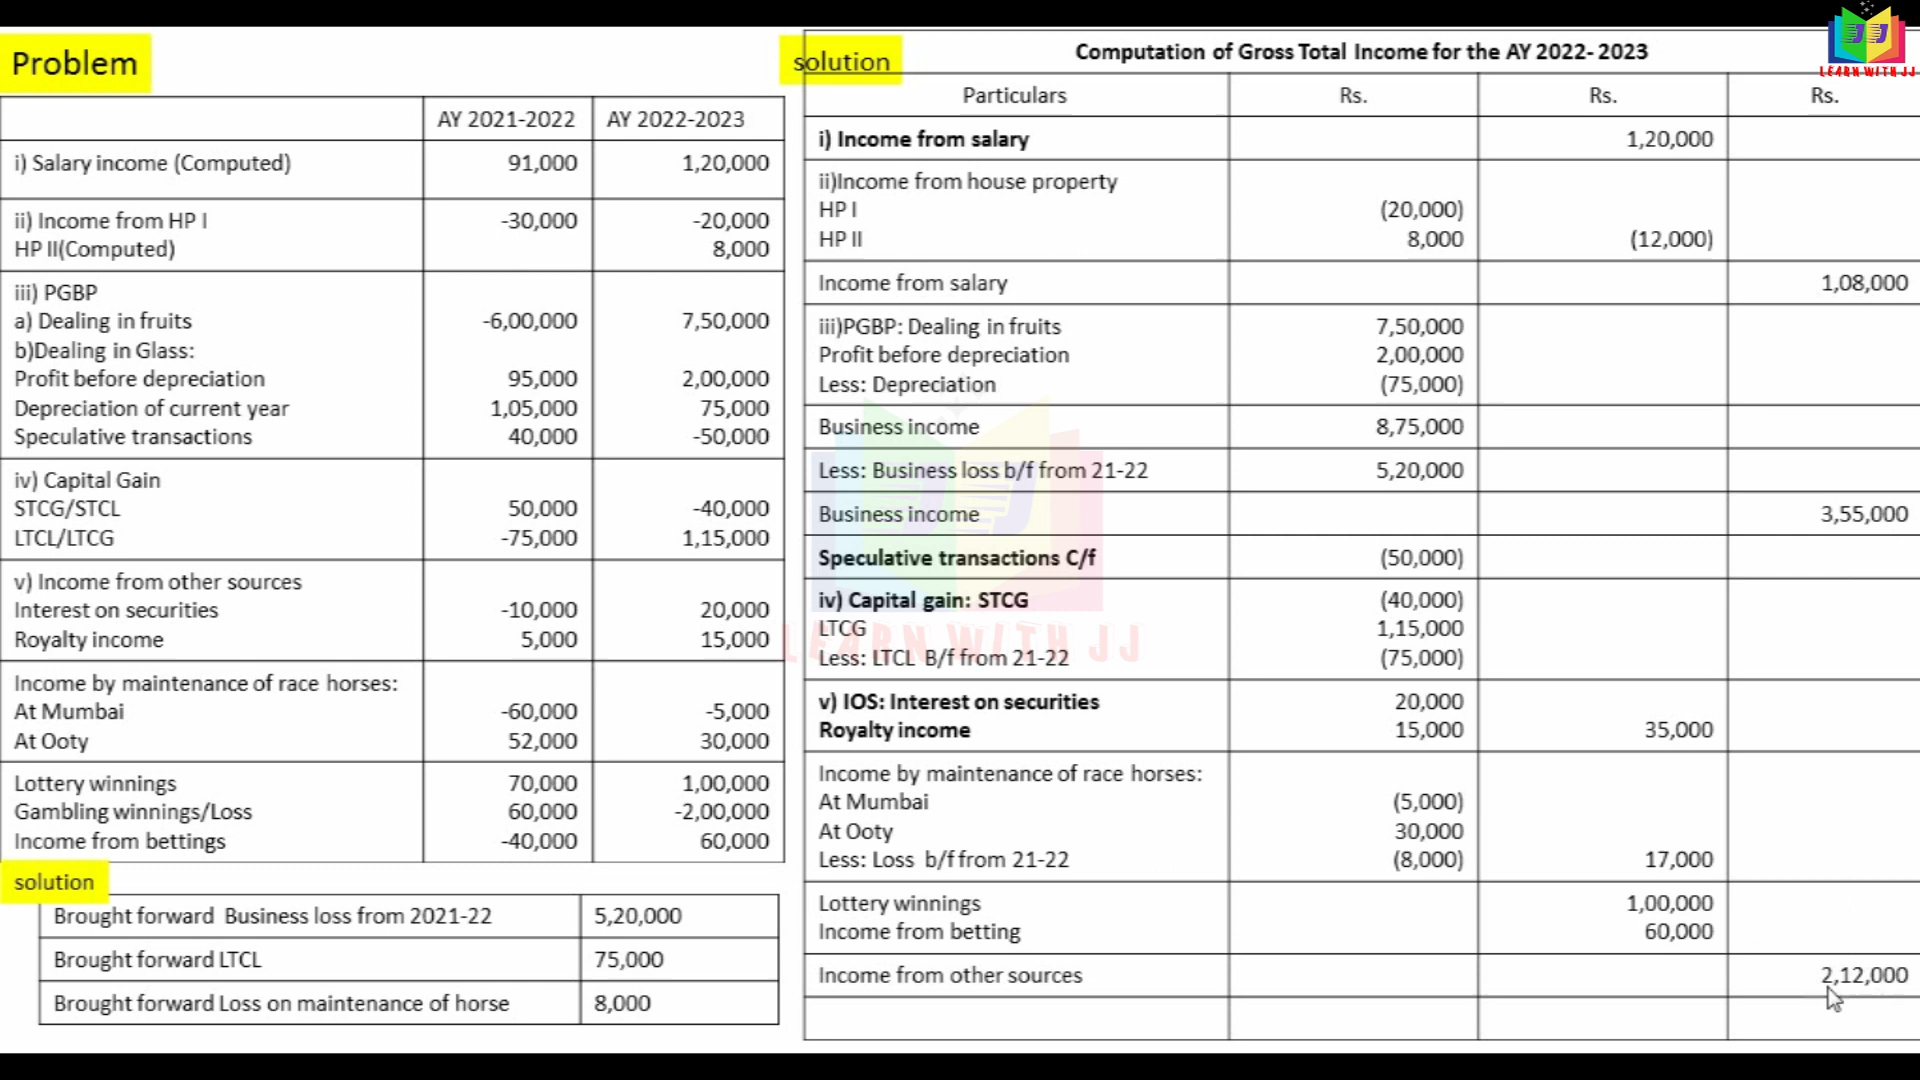 Problem
AY 2021-2022 AY 2022-2023
i) Salary income (Computed) 91,000 1,20,000
ii) Income from HP I -30,000 -20,000
HP II(Computed) 8,000
iii) PGBP
a) Dealing in fruits -6,00,000 7,50,000
b)Dealing in Glass:
Profit before depreciation 95,000 2,00,000
Depreciation of current year 1,05,000 75,000
Speculative transactions 40,000 -50,000
iv) Capital Gain
STCG/STCL 50,000 -40,000
LTCL/LTCG -75,000 1,15,000
v) Income from other sources
Interest on securities -10,000 20,000
Royalty income 5,000 15,000
Income by maintenance of race horses:
At Mumbai -60,000 -5,000
At Ooty 52,000 30,000
Lottery winnings 70,000 1,00,000
Gambling winnings/Loss 60,000 -2,00,000
Income from bettings -40,000 60,000
solution
Brought forward Business loss from 2021-22 5,20,000
Brought forward LTCL 75,000
Brought forward Loss on maintenance of horse 8,000
solution
Computation of Gross Total Income for the AY 2022- 2023
Particulars Rs. Rs. Rs.
i) Income from salary 1,20,000
ii)Income from house property
HP I (20,000)
HP II 8,000 (12,000)
Income from salary 1,08,000
iii)PGBP: Dealing in fruits 7,50,000
Profit before depreciation 2,00,000
Less: Depreciation (75,000)
Business income 8,75,000
Less: Business loss b/f from 21-22 5,20,000
Business income 3,55,000
Speculative transactions C/f (50,000)
iv) Capital gain: STCG (40,000)
LTCG 1,15,000
Less: LTCL B/f from 21-22 (75,000)
v) IOS: Interest on securities 20,000
Royalty income 15,000 35,000
Income by maintenance of race horses:
At Mumbai (5,000)
At Ooty 30,000
Less: Loss b/f from 21-22 (8,000) 17,000
Lottery winnings 1,00,000
Income from betting 60,000
Income from other sources 2,12,000
JJ
LEARN WITH JJ
JJ
LEARN WITH JJ